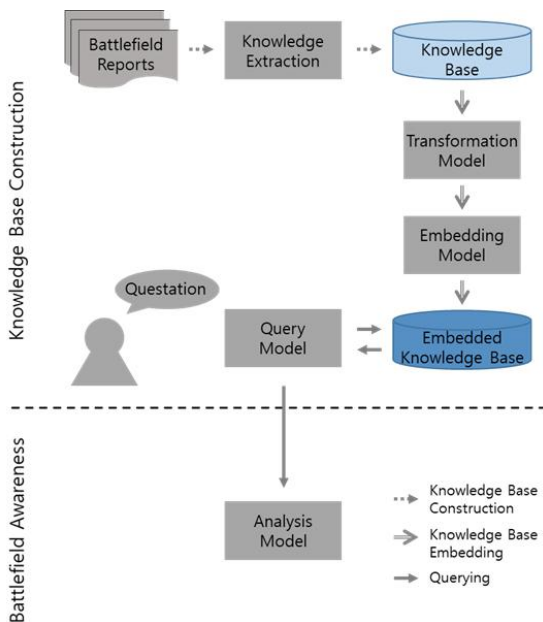 Knowledge Base Construction
Battlefield
Reports
Knowledge
Extraction
Knowledge
Base
Transformation
Model
Embedding
Model
Questation
Query
Model
Embedded
Knowledge Base
Battlefield Awareness
Analysis
Model
Knowledge Base
Construction
Knowledge Base
Embedding
Querying